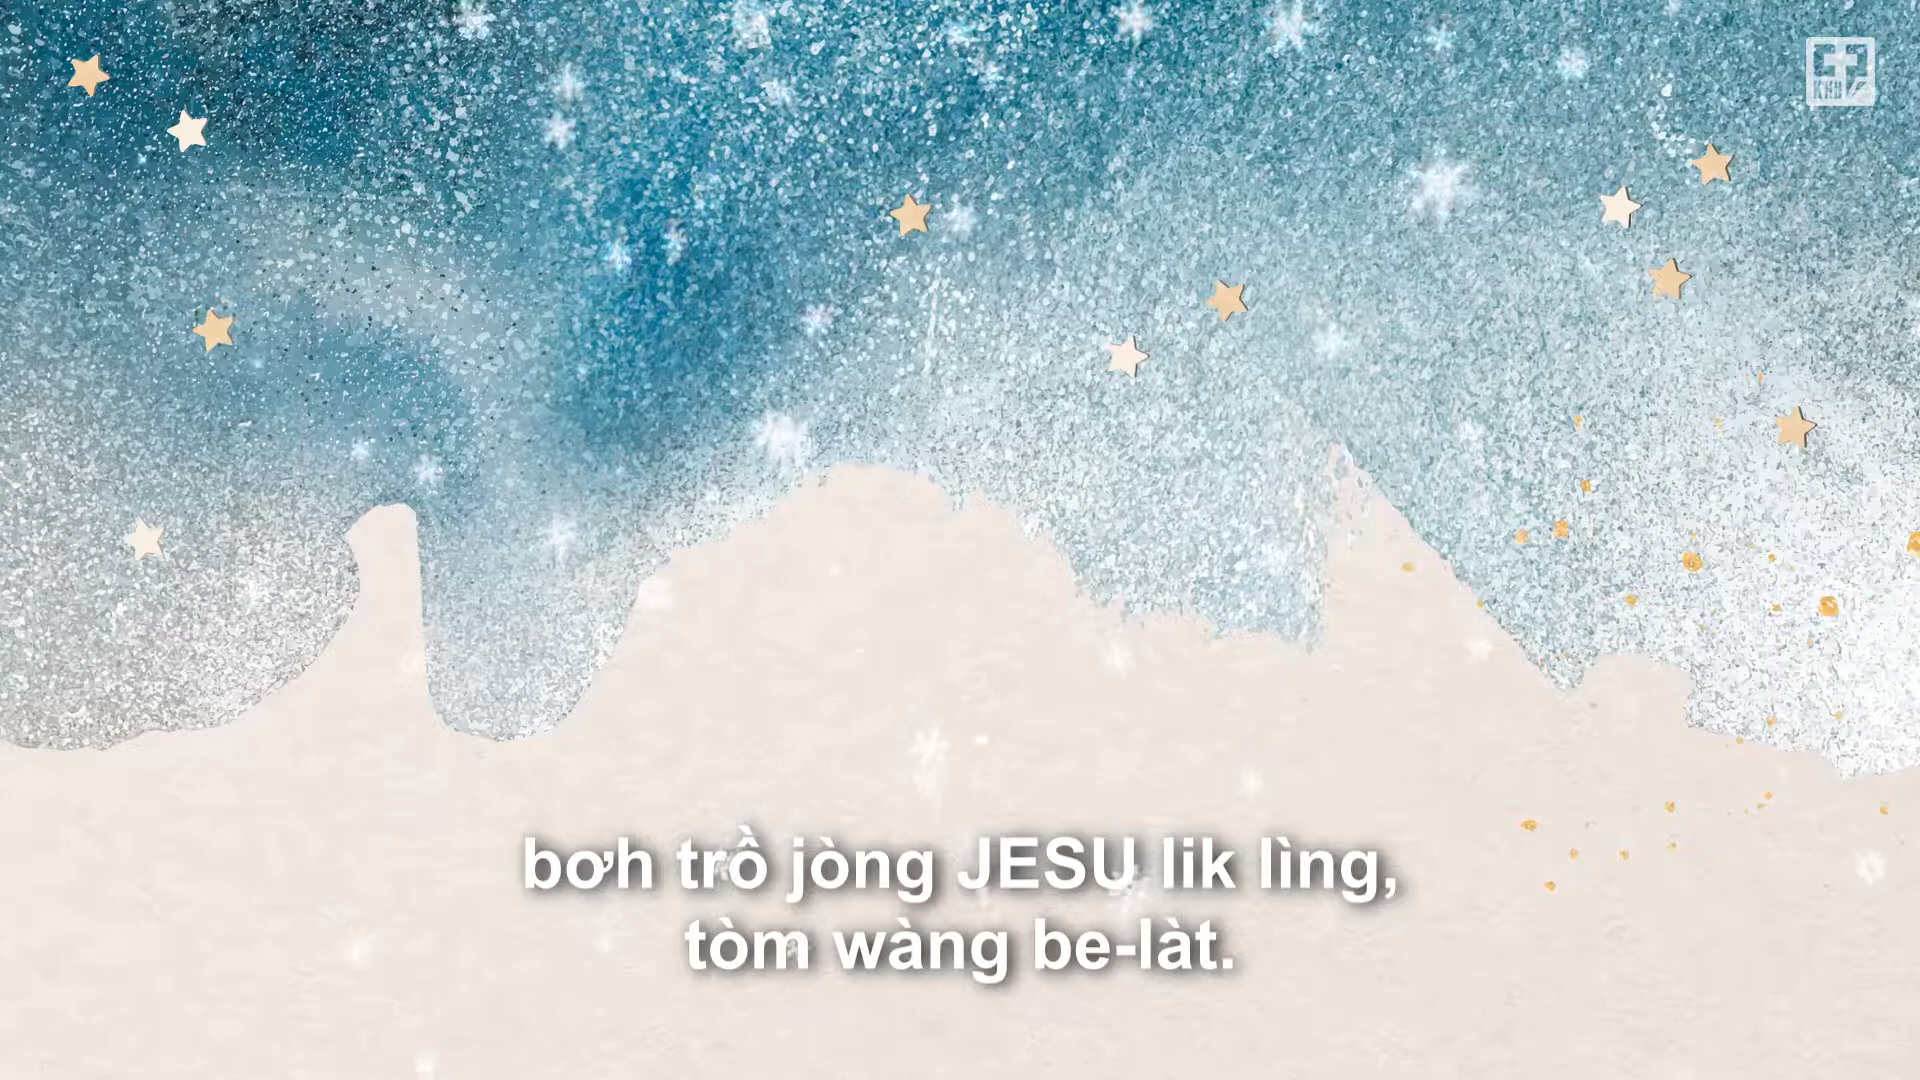 bơh trồ jòng JESU lik lìng,
tòm wàng be-làt.